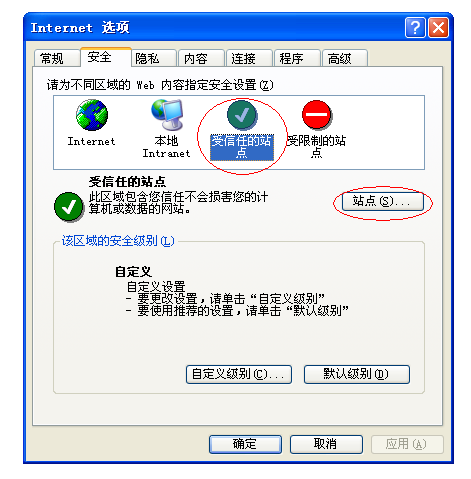 Internet 选项
常规 安全 隐私 内容 连接 程序 高级
请为不同区域的 Web 内容指定安全设置(Z)
Internet
本地
Intranet
受信任的站
点
受限制的站
点
受信任的站点
此区域包含您信任不会损害您的计
算机或数据的网站。
站点(S)...
该区域的安全级别(L)
自定义
自定义设置
- 要更改设置，请单击“自定义级别”
- 要使用推荐的设置，请单击“默认级别”
自定义级别(C)... 默认级别(D)
确定 取消 应用(A)